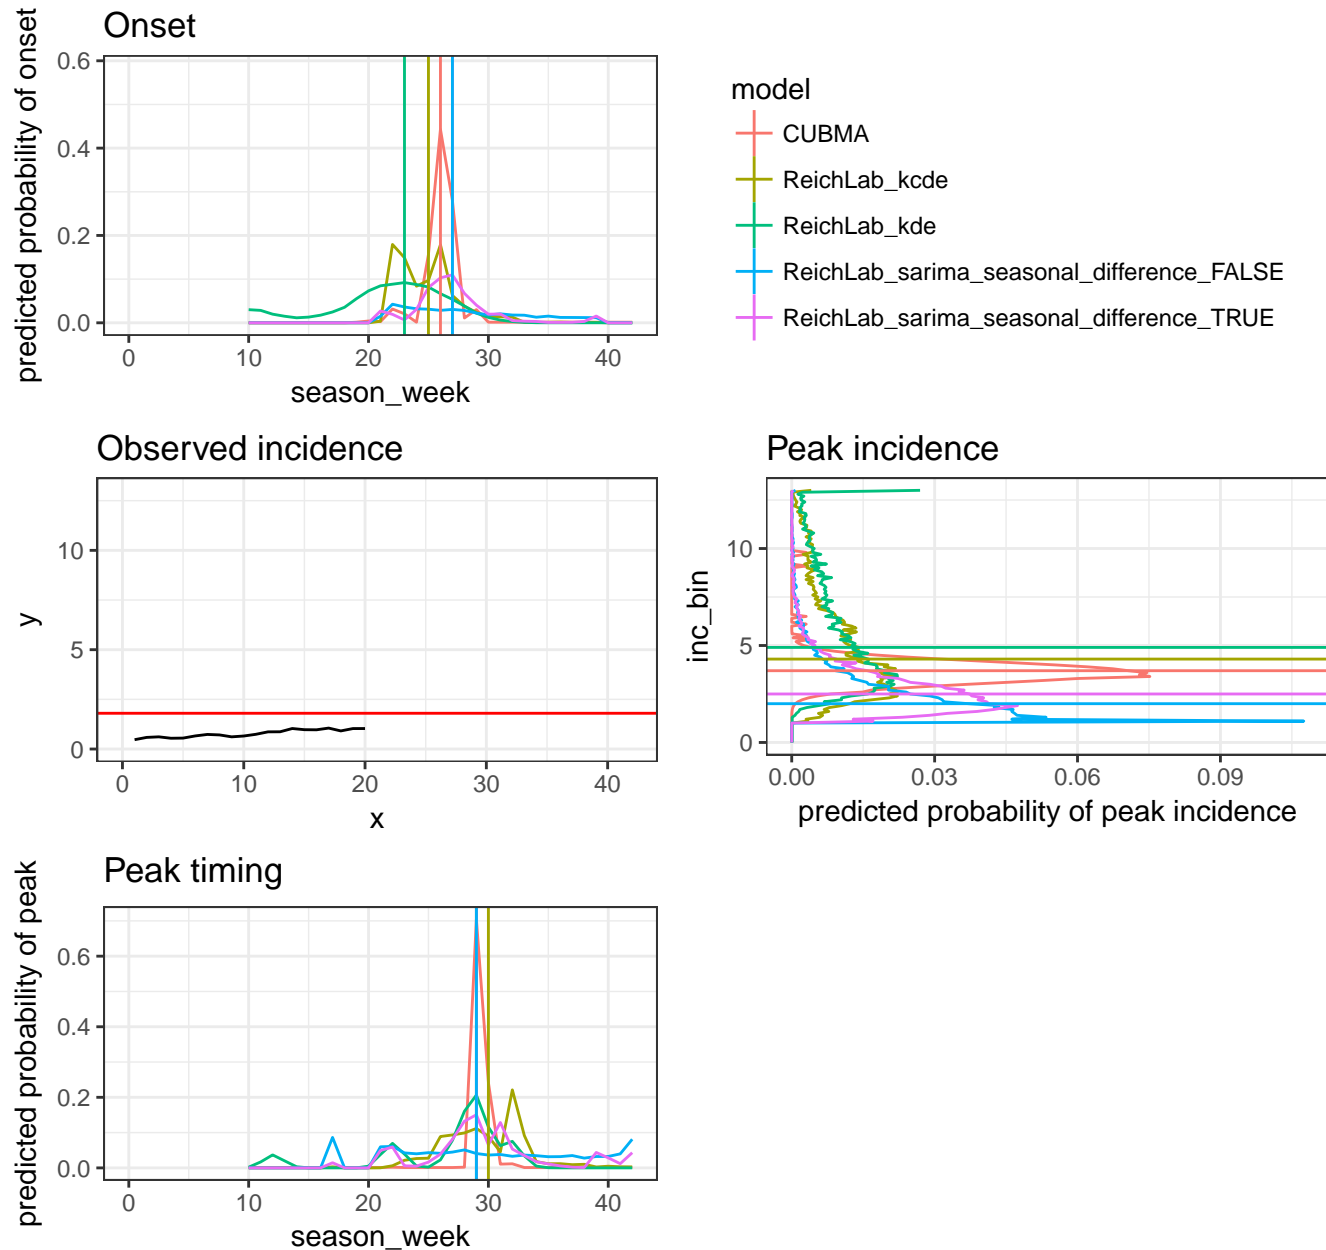 Onset
predicted probability of onset
0.6
0.4
0.2
0.0
0 10 20 30 40
season_week
model
CUBMA
ReichLab_kcde
ReichLab_kde
ReichLab_sarima_seasonal_difference_FALSE
ReichLab_sarima_seasonal_difference_TRUE
Observed incidence
y
10
5
0
0 10 20 30 40
x
Peak incidence
inc_bin
10
5
0
0.00 0.03 0.06 0.09
predicted probability of peak incidence
Peak timing
predicted probability of peak
0.6
0.4
0.2
0.0
0 10 20 30 40
season_week